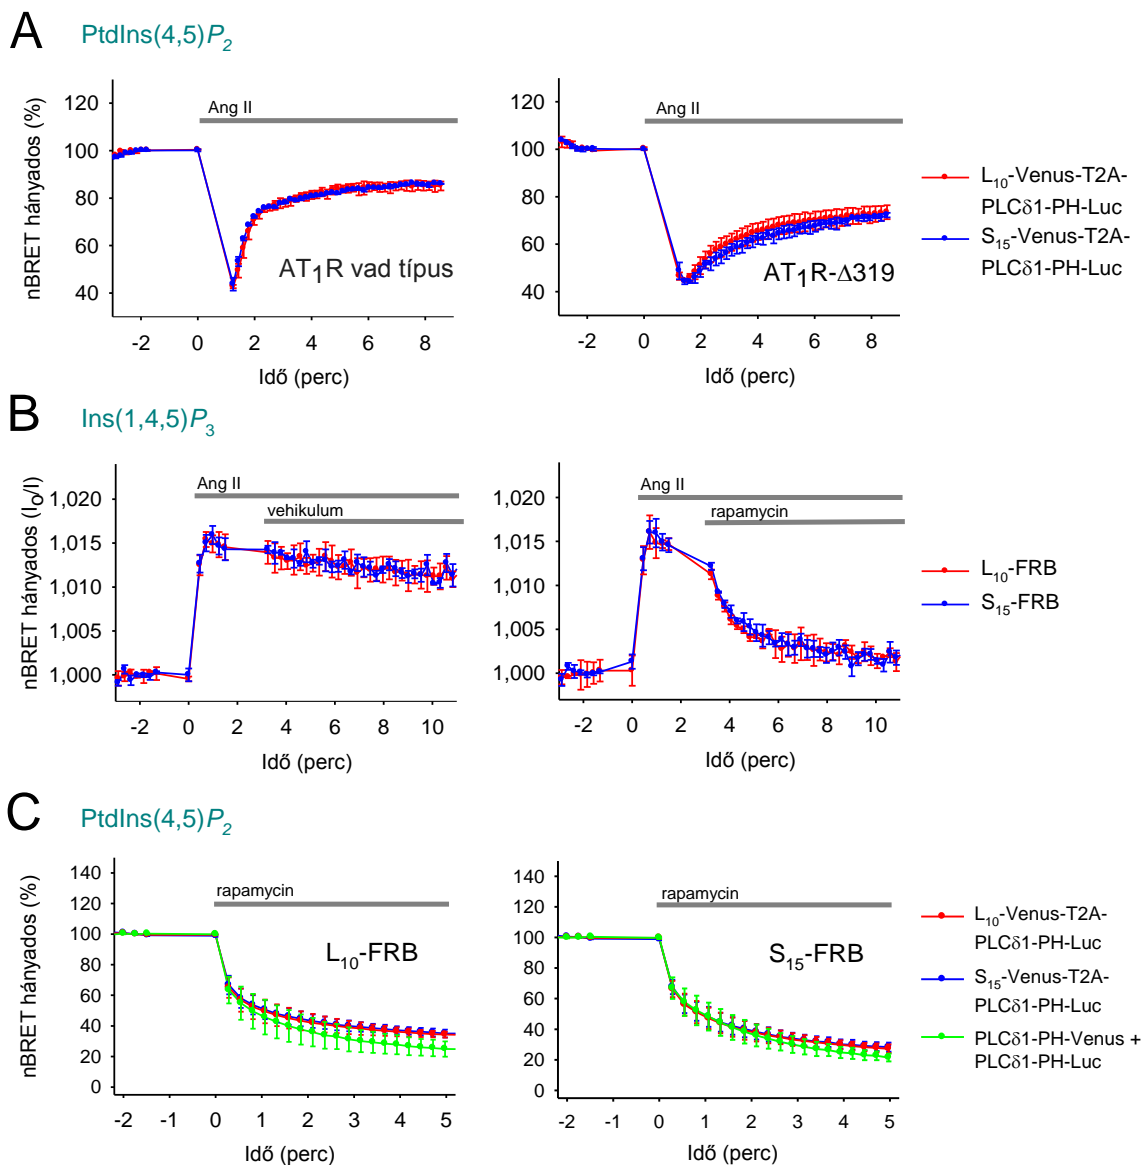 A
PtdIns(4,5)P2
nBRET hányados (%)
120
100
80
60
40
Ang II
AT1R vad típus
-2 0 2 4 6 8
Idő (perc)
120
100
80
60
40
Ang II
AT1R-Δ319
-2 0 2 4 6 8
Idő (perc)
L10-Venus-T2A-
PLCδ1-PH-Luc
S15-Venus-T2A-
PLCδ1-PH-Luc
B
Ins(1,4,5)P3
nBRET hányados (I0/I)
1,020
1,015
1,010
1,005
1,000
Ang II
vehikulum
-2 0 2 4 6 8 10
Idő (perc)
1,020
1,015
1,010
1,005
1,000
Ang II
rapamycin
-2 0 2 4 6 8 10
Idő (perc)
L10-FRB
S15-FRB
C
PtdIns(4,5)P2
nBRET hányados (%)
140
120
100
80
60
40
20
0
rapamycin
L10-FRB
-2 -1 0 1 2 3 4 5
Idő (perc)
140
120
100
80
60
40
20
0
rapamycin
S15-FRB
-2 -1 0 1 2 3 4 5
Idő (perc)
L10-Venus-T2A-
PLCδ1-PH-Luc
S15-Venus-T2A-
PLCδ1-PH-Luc
PLCδ1-PH-Venus +
PLCδ1-PH-Luc